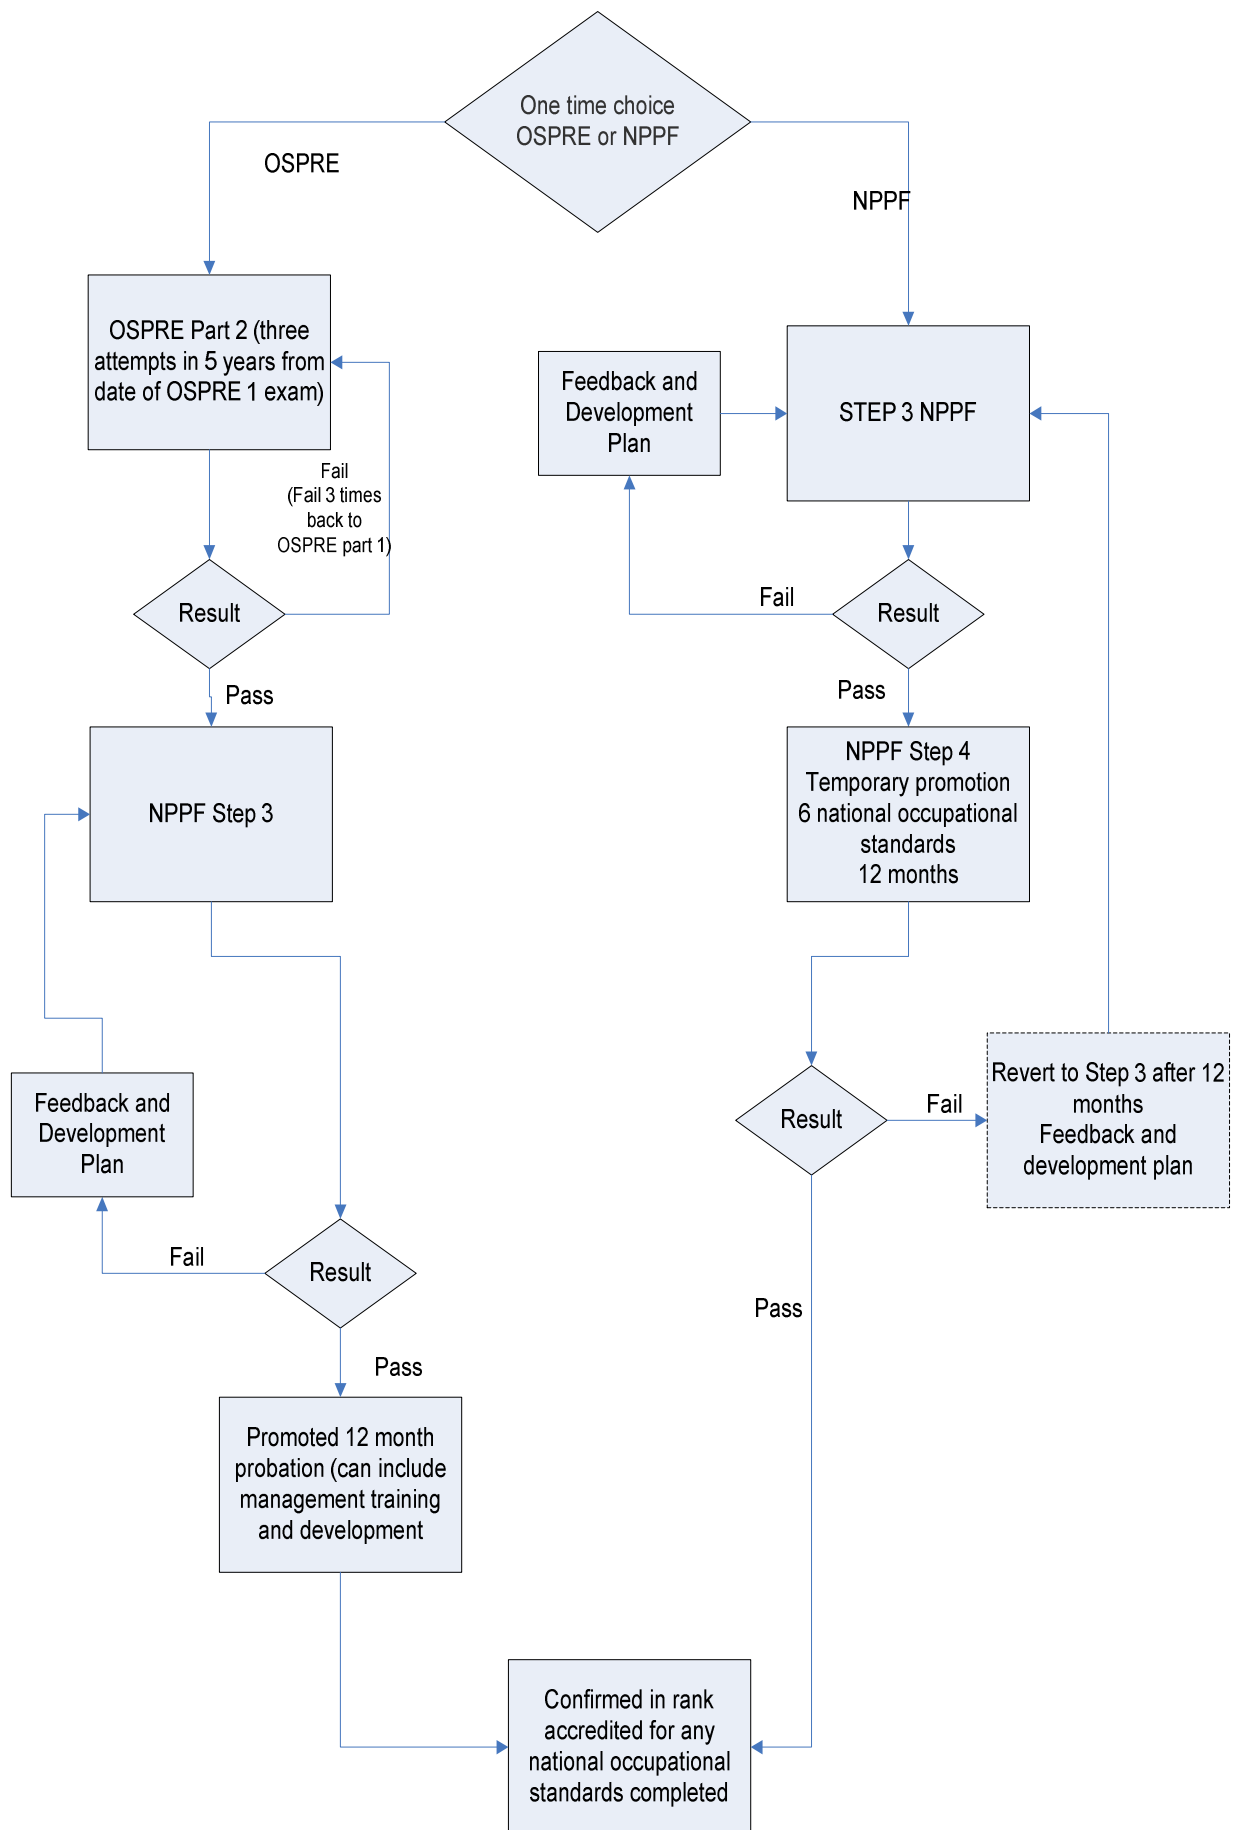 One time choice
OSPRE or NPPF
OSPRE
NPPF
OSPRE Part 2 (three
attempts in 5 years from
date of OSPRE 1 exam)
Feedback and
Development
Plan
STEP 3 NPPF
Fail
(Fail 3 times
back to
OSPRE part 1)
Result
Fail
Result
Pass
Pass
NPPF Step 3
NPPF Step 4
Temporary promotion
6 national occupational
standards
12 months
Feedback and
Development
Plan
Result
Fail
Revert to Step 3 after 12
months
Feedback and
development plan
Fail
Result
Pass
Pass
Promoted 12 month
probation (can include
management training
and development
Confirmed in rank
accredited for any
national occupational
standards completed